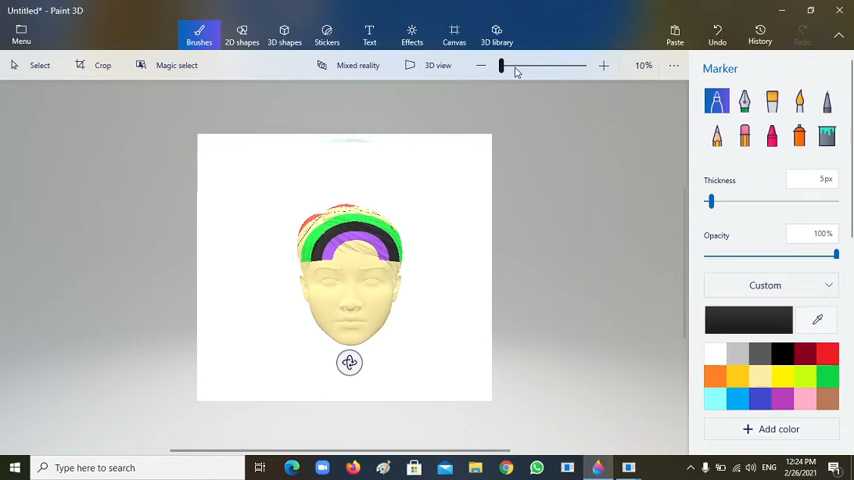 Untitled* - Paint 3D
Menu
Brushes
2D shapes
3D shapes
Stickers
Text
Effects
Canvas
3D library
Paste
Undo
History
Redo
Select
Crop
Magic select
Mixed reality
3D view
10%
Marker
Thickness
5px
Opacity
100%
Custom
Add color
Type here to search
ENG
12:24 PM
2/26/2021